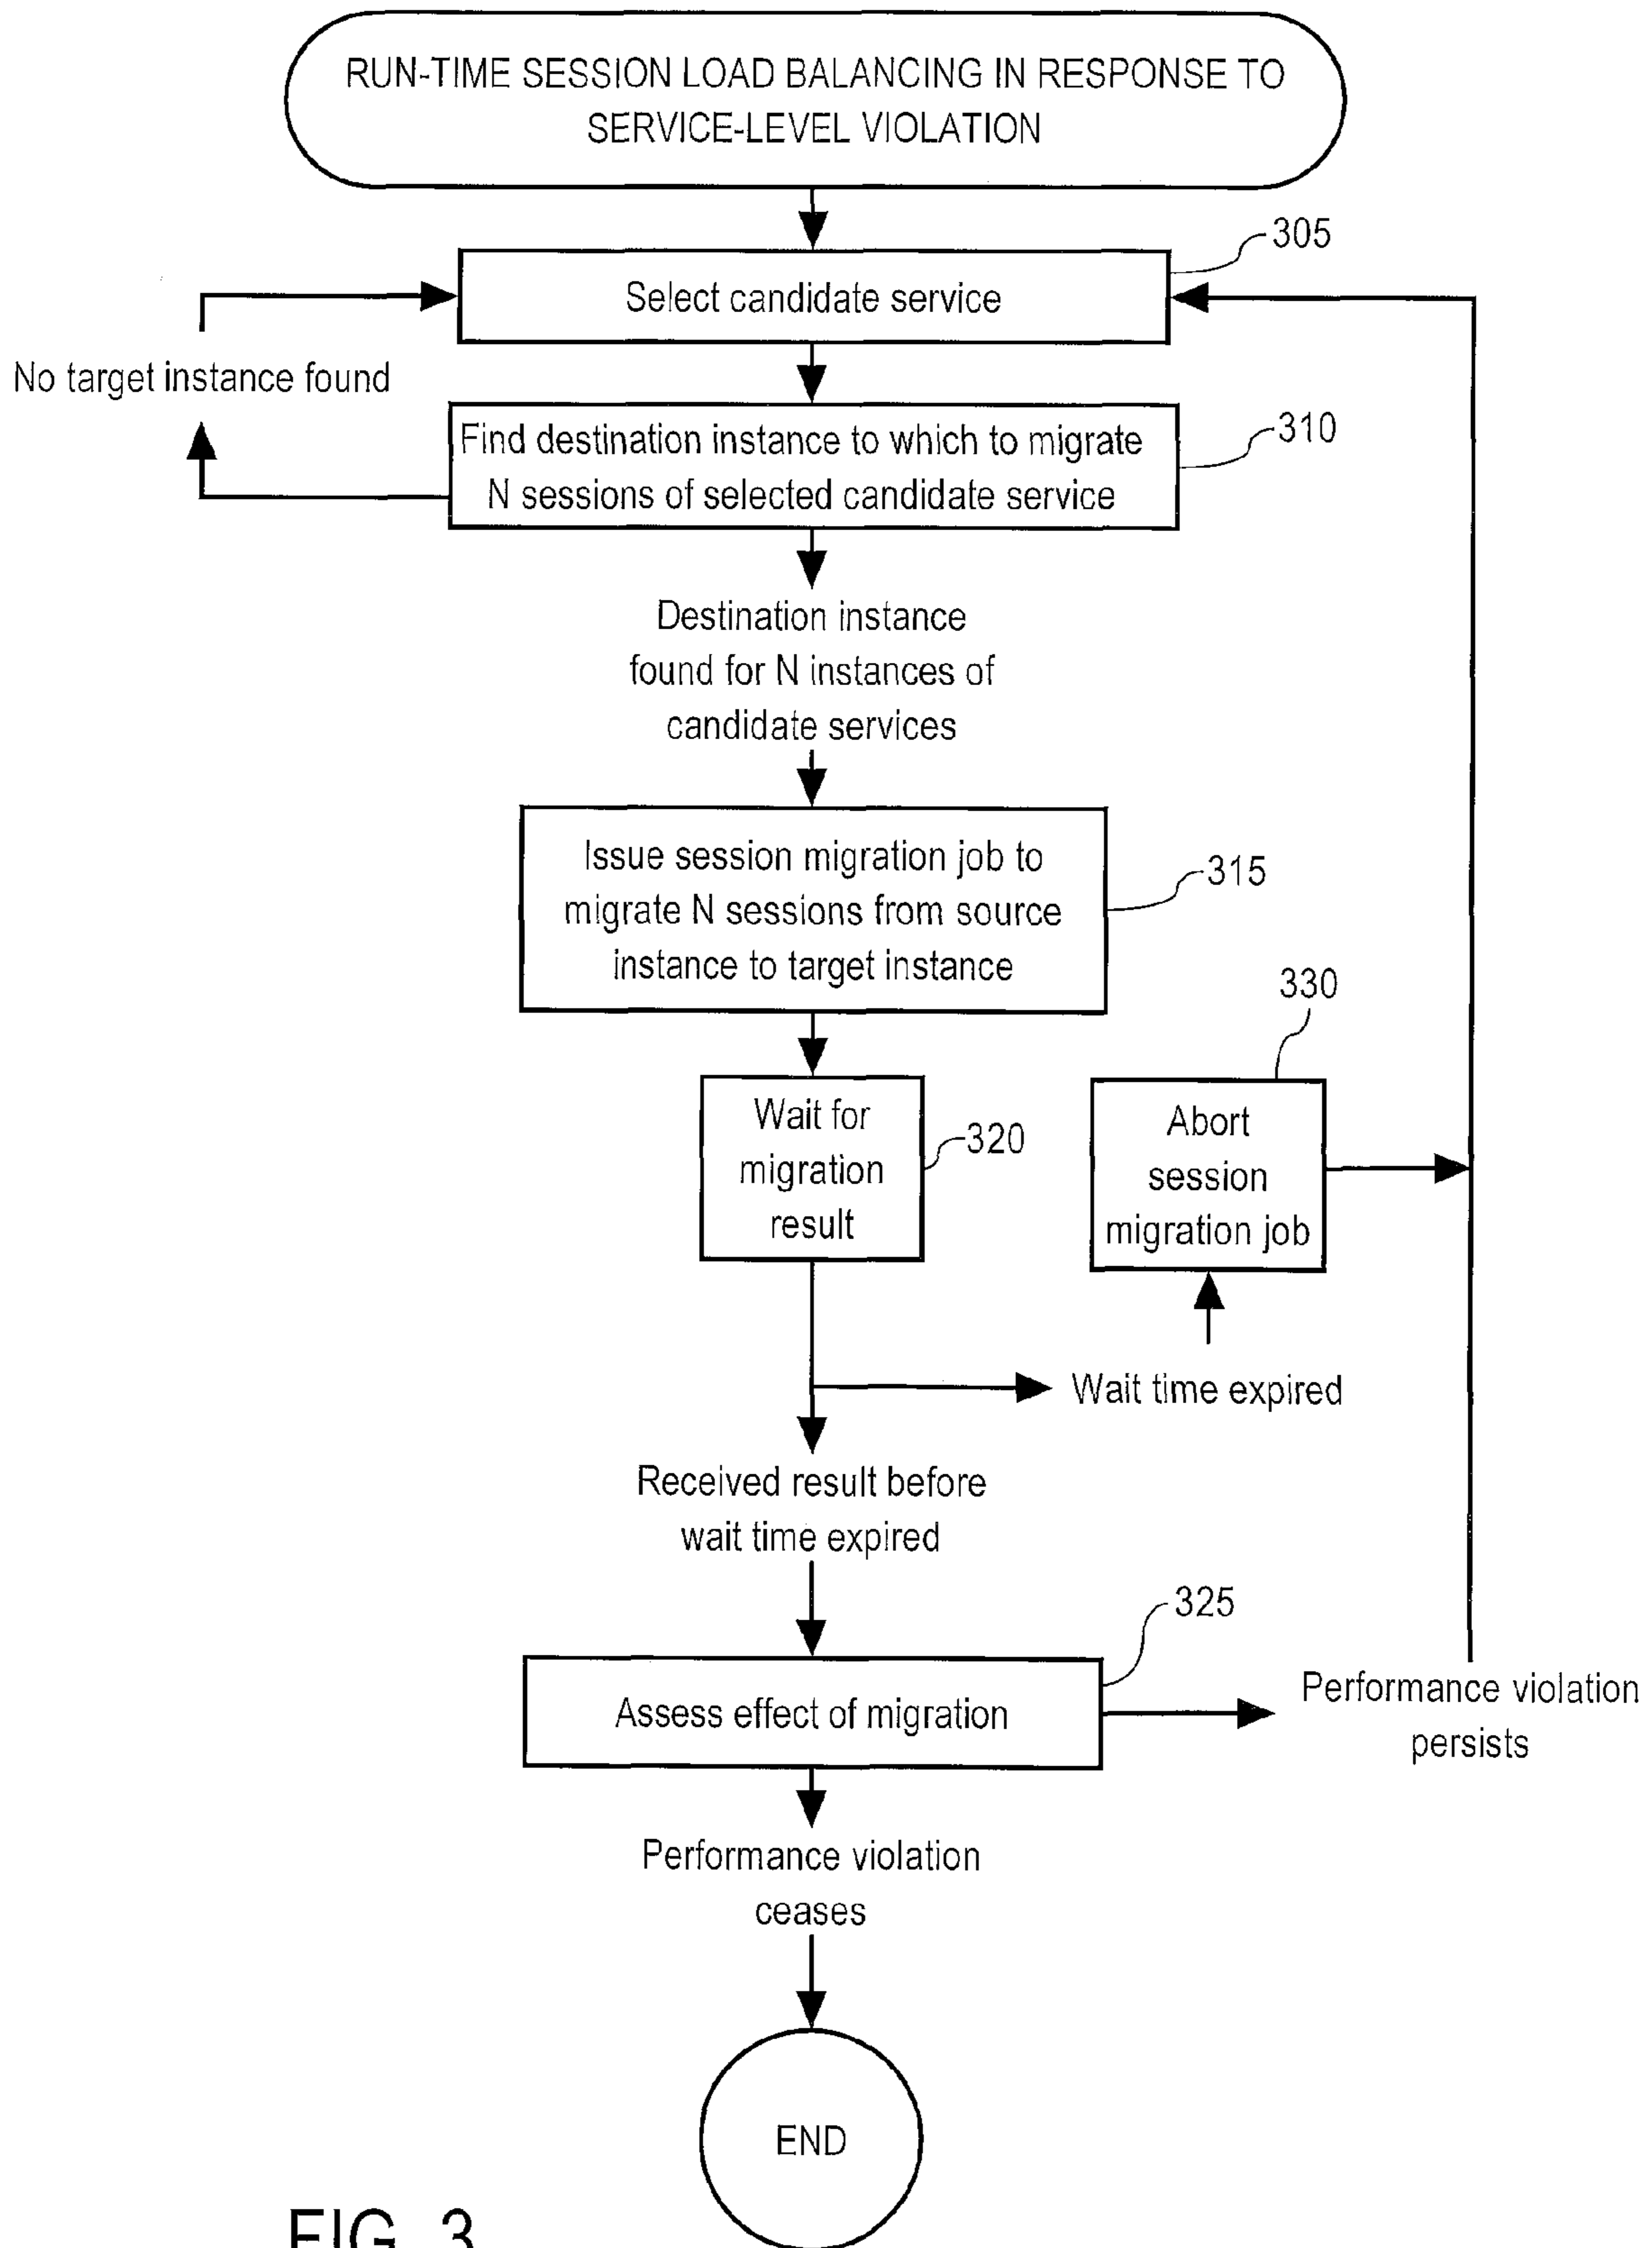 RUN-TIME SESSION LOAD BALANCING IN RESPONSE TO
SERVICE-LEVEL VIOLATION
305
Select candidate service
No target instance found
310
Find destination instance to which to migrate
N sessions of selected candidate service
Destination instance
found for N instances of
candidate services
Issue session migration job to
migrate N sessions from source
instance to target instance
315
330
Wait for
migration
result
320
Abort
session
migration job
Wait time expired
Received result before
wait time expired
325
Assess effect of migration
Performance violation
persists
Performance violation
ceases
END
FIG. 3